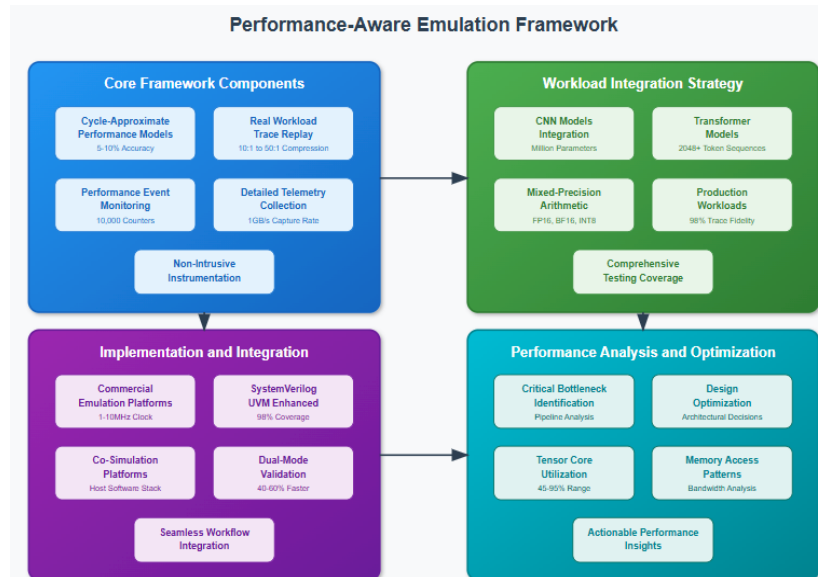 Performance-Aware Emulation Framework
Core Framework Components
Cycle-Approximate
Performance Models
5-10% Accuracy
Real Workload
Trace Replay
10:1 to 50:1 Compression
Performance Event
Monitoring
10,000 Counters
Detailed Telemetry
Collection
1GB/s Capture Rate
Non-Intrusive
Instrumentation
Workload Integration Strategy
CNN Models
Integration
Million Parameters
Transformer
Models
2048+ Token Sequences
Mixed-Precision
Arithmetic
FP16, BF16, INT8
Production
Workloads
98% Trace Fidelity
Comprehensive
Testing Coverage
Implementation and Integration
Commercial
Emulation Platforms
1-10MHz Clock
SystemVerilog
UVM Enhanced
98% Coverage
Co-Simulation
Platforms
Host Software Stack
Dual-Mode
Validation
40-60% Faster
Seamless Workflow
Integration
Performance Analysis and Optimization
Critical Bottleneck
Identification
Pipeline Analysis
Design
Optimization
Architectural Decisions
Tensor Core
Utilization
45-95% Range
Memory Access
Patterns
Bandwidth Analysis
Actionable Performance
Insights